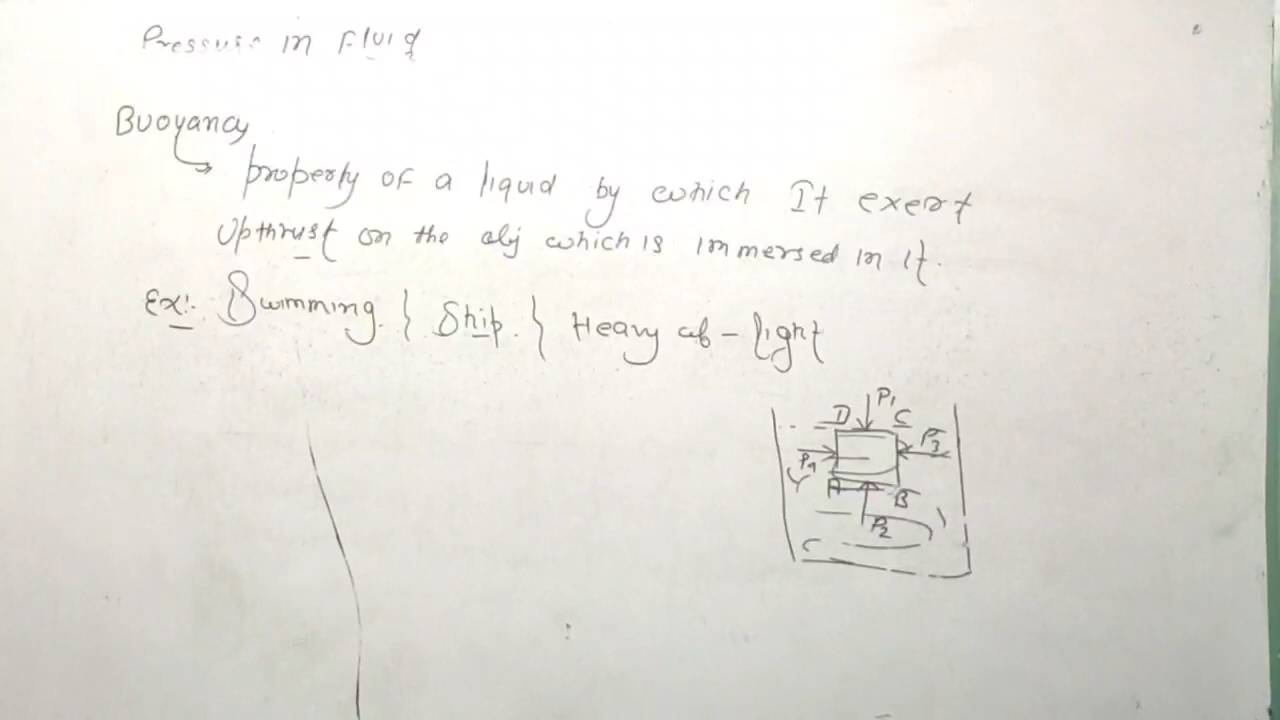 Pressure in Fluid
Buoyancy
property of a liquid by which It exert
Upthrust on the obj which is immersed in it.
Ex:- Swimming } Ship. } Heavy ob - light
P1
D C
P3
P4
A B
P2